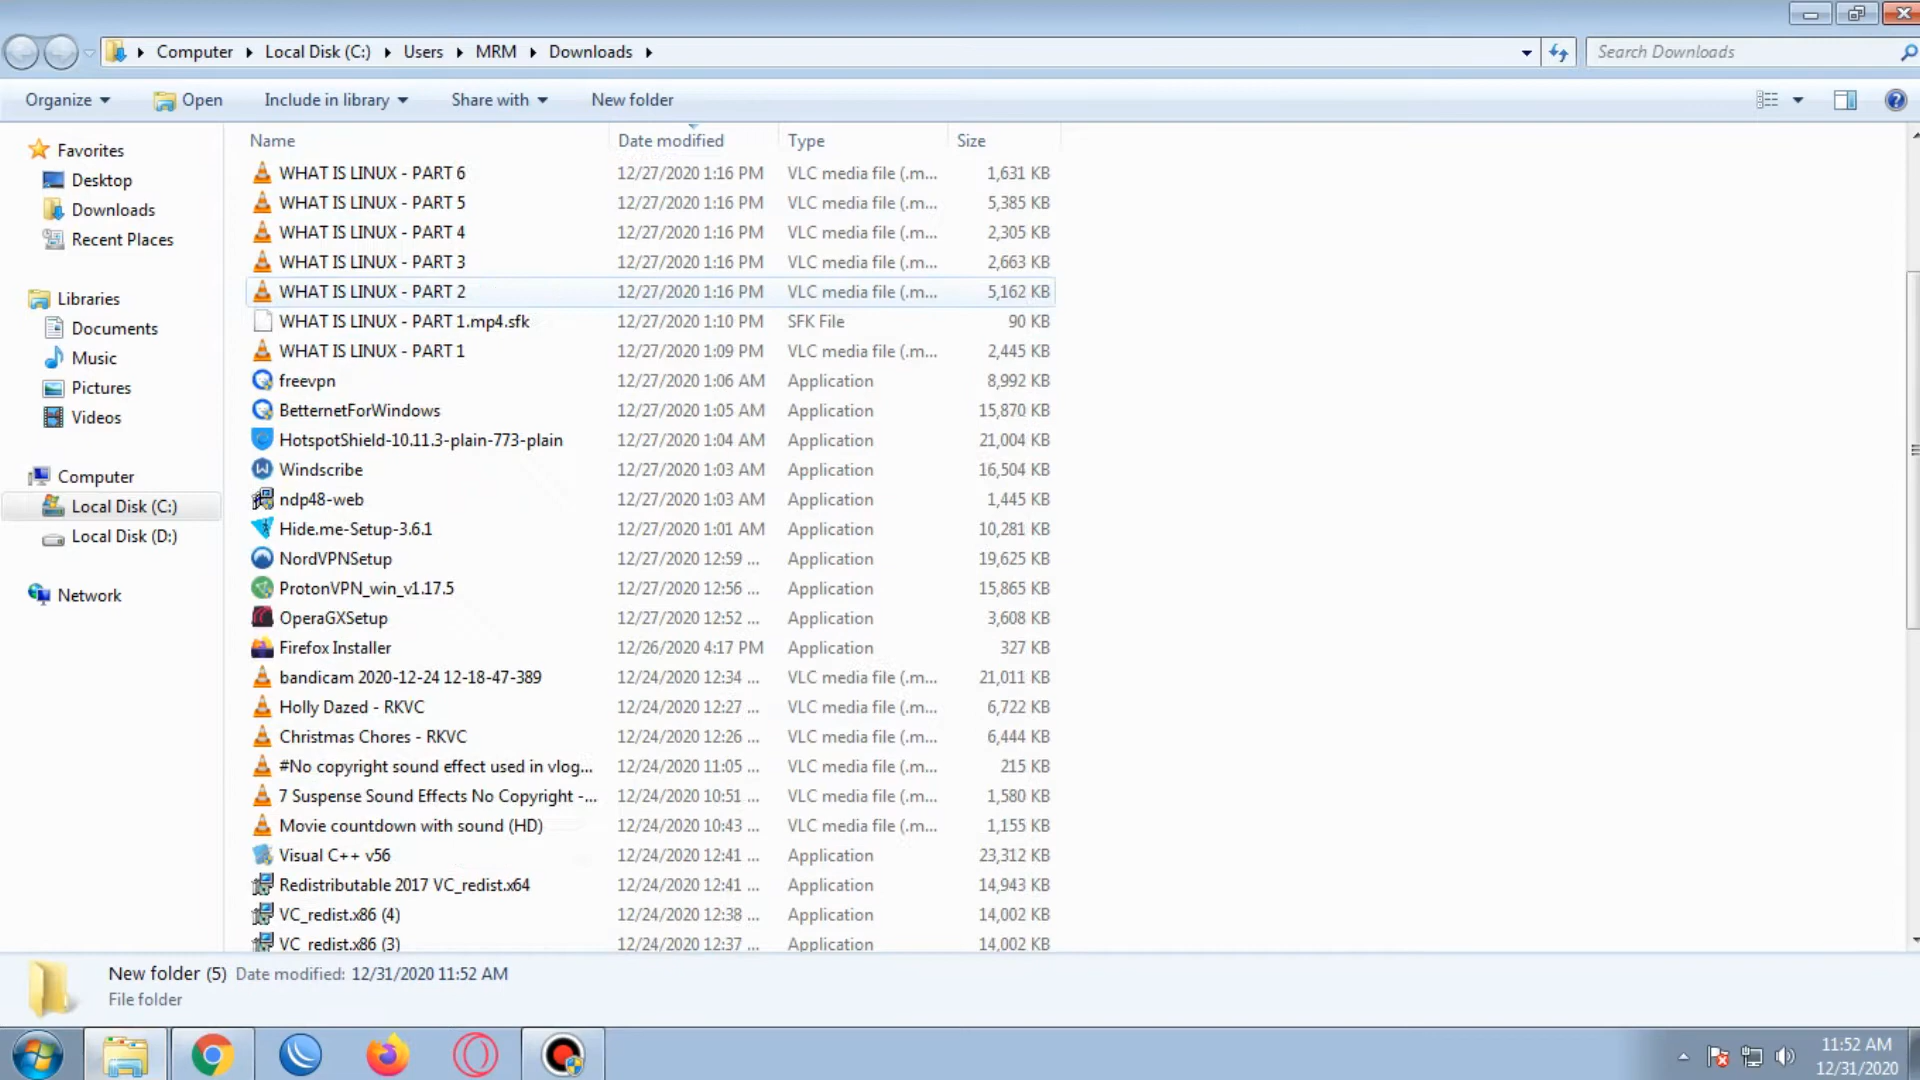 Computer Local Disk (C:) Users MRM Downloads
Search Downloads
Organize Open Include in library Share with New folder
Name Date modified Type Size
WHAT IS LINUX - PART 6 12/27/2020 1:16 PM VLC media file (.m... 1,631 KB
WHAT IS LINUX - PART 5 12/27/2020 1:16 PM VLC media file (.m... 5,385 KB
WHAT IS LINUX - PART 4 12/27/2020 1:16 PM VLC media file (.m... 2,305 KB
WHAT IS LINUX - PART 3 12/27/2020 1:16 PM VLC media file (.m... 2,663 KB
WHAT IS LINUX - PART 2 12/27/2020 1:16 PM VLC media file (.m... 5,162 KB
WHAT IS LINUX - PART 1.mp4.sfk 12/27/2020 1:10 PM SFK File 90 KB
WHAT IS LINUX - PART 1 12/27/2020 1:09 PM VLC media file (.m... 2,445 KB
freevpn 12/27/2020 1:06 AM Application 8,992 KB
BetternetForWindows 12/27/2020 1:05 AM Application 15,870 KB
HotspotShield-10.11.3-plain-773-plain 12/27/2020 1:04 AM Application 21,004 KB
Windscribe 12/27/2020 1:03 AM Application 16,504 KB
ndp48-web 12/27/2020 1:03 AM Application 1,445 KB
Hide.me-Setup-3.6.1 12/27/2020 1:01 AM Application 10,281 KB
NordVPNSetup 12/27/2020 12:59 ... Application 19,625 KB
ProtonVPN_win_v1.17.5 12/27/2020 12:56 ... Application 15,865 KB
OperaGXSetup 12/27/2020 12:52 ... Application 3,608 KB
Firefox Installer 12/26/2020 4:17 PM Application 327 KB
bandicam 2020-12-24 12-18-47-389 12/24/2020 12:34 ... VLC media file (.m... 21,011 KB
Holly Dazed - RKVC 12/24/2020 12:27 ... VLC media file (.m... 6,722 KB
Christmas Chores - RKVC 12/24/2020 12:26 ... VLC media file (.m... 6,444 KB
#No copyright sound effect used in vlog... 12/24/2020 11:05 ... VLC media file (.m... 215 KB
7 Suspense Sound Effects No Copyright -... 12/24/2020 10:51 ... VLC media file (.m... 1,580 KB
Movie countdown with sound (HD) 12/24/2020 10:43 ... VLC media file (.m... 1,155 KB
Visual C++ v56 12/24/2020 12:41 ... Application 23,312 KB
Redistributable 2017 VC_redist.x64 12/24/2020 12:41 ... Application 14,943 KB
VC_redist.x86 (4) 12/24/2020 12:38 ... Application 14,002 KB
VC_redist.x86 (3) 12/24/2020 12:37 ... Application 14,002 KB
Favorites
Desktop
Downloads
Recent Places
Libraries
Documents
Music
Pictures
Videos
Computer
Local Disk (C:)
Local Disk (D:)
Network
New folder (5) Date modified: 12/31/2020 11:52 AM
File folder
11:52 AM
12/31/2020